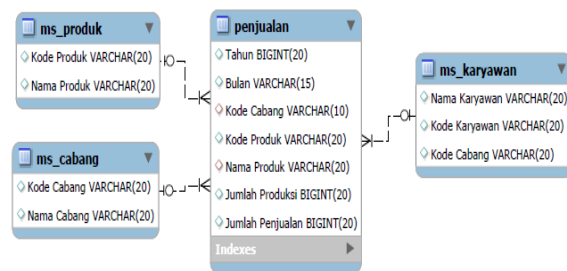 ms_produk
Kode Produk VARCHAR(20)
Nama Produk VARCHAR(20)
ms_cabang
Kode Cabang VARCHAR(20)
Nama Cabang VARCHAR(20)
penjualan
Tahun BIGINT(20)
Bulan VARCHAR(15)
Kode Cabang VARCHAR(10)
Kode Produk VARCHAR(20)
Nama Produk VARCHAR(20)
Jumlah Produksi BIGINT(20)
Jumlah Penjualan BIGINT(20)
Indexes
ms_karyawan
Nama Karyawan VARCHAR(20)
Kode Karyawan VARCHAR(20)
Kode Cabang VARCHAR(20)